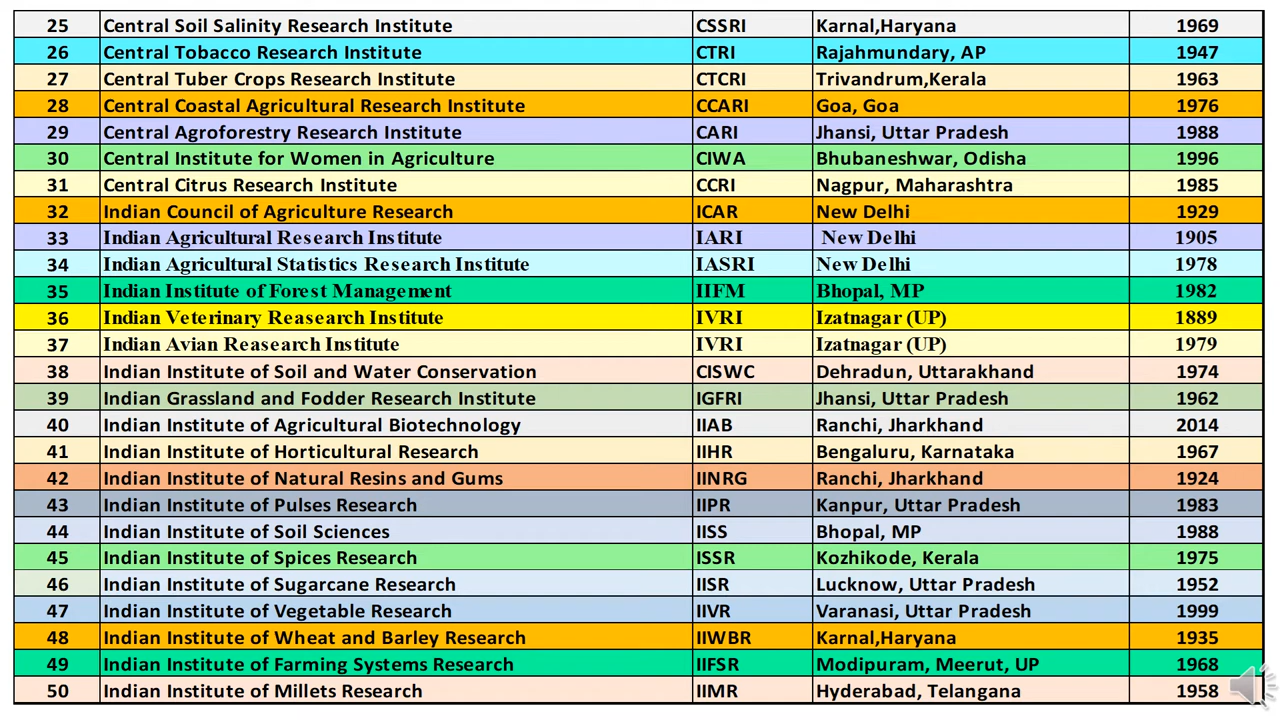 25 Central Soil Salinity Research Institute CSSRI Karnal,Haryana 1969
26 Central Tobacco Research Institute CTRI Rajahmundry, AP 1947
27 Central Tuber Crops Research Institute CTCRI Trivandrum,Kerala 1963
28 Central Coastal Agricultural Research Institute CCARI Goa, Goa 1976
29 Central Agroforestry Research Institute CARI Jhansi, Uttar Pradesh 1988
30 Central Institute for Women in Agriculture CIWA Bhubaneshwar, Odisha 1996
31 Central Citrus Research Institute CCRI Nagpur, Maharashtra 1985
32 Indian Council of Agriculture Research ICAR New Delhi 1929
33 Indian Agricultural Research Institute IARI New Delhi 1905
34 Indian Agricultural Statistics Research Institute IASRI New Delhi 1978
35 Indian Institute of Forest Management IIFM Bhopal, MP 1982
36 Indian Veterinary Reasearch Institute IVRI Izatnagar (UP) 1889
37 Indian Avian Reasearch Institute IVRI Izatnagar (UP) 1979
38 Indian Institute of Soil and Water Conservation CISWC Dehradun, Uttarakhand 1974
39 Indian Grassland and Fodder Research Institute IGFRI Jhansi, Uttar Pradesh 1962
40 Indian Institute of Agricultural Biotechnology IIAB Ranchi, Jharkhand 2014
41 Indian Institute of Horticultural Research IIHR Bengaluru, Karnataka 1967
42 Indian Institute of Natural Resins and Gums IINRG Ranchi, Jharkhand 1924
43 Indian Institute of Pulses Research IIPR Kanpur, Uttar Pradesh 1983
44 Indian Institute of Soil Sciences IISS Bhopal, MP 1988
45 Indian Institute of Spices Research ISSR Kozhikode, Kerala 1975
46 Indian Institute of Sugarcane Research IISR Lucknow, Uttar Pradesh 1952
47 Indian Institute of Vegetable Research IIVR Varanasi, Uttar Pradesh 1999
48 Indian Institute of Wheat and Barley Research IIWBR Karnal,Haryana 1935
49 Indian Institute of Farming Systems Research IIFSR Modipuram, Meerut, UP 1968
50 Indian Institute of Millets Research IIMR Hyderabad, Telangana 1958